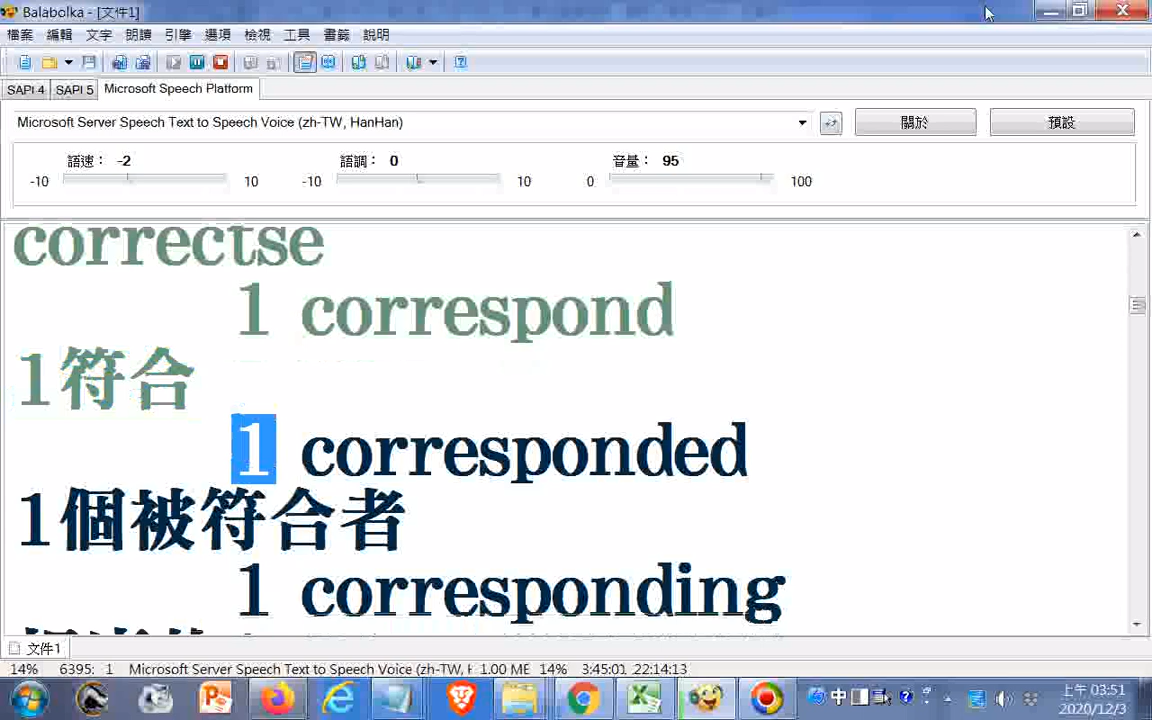 Balabolka - [文件1]
檔案 編輯 文字 朗讀 引擎 選項 檢視 工具 書籤 說明
SAPI 4 SAPI 5 Microsoft Speech Platform
Microsoft Server Speech Text to Speech Voice (zh-TW, HanHan) 關於 預設
語速： -2 語調： 0 音量： 95
-10 10 -10 10 0 100
correctse
1 correspond
1符合
1 corresponded
1個被符合者
1 corresponding
文件1
14% 6395: 1 Microsoft Server Speech Text to Speech Voice (zh-TW, 1.00 ME 14% 3:45:01 22:14:13
中 上午 03:51
2020/12/3